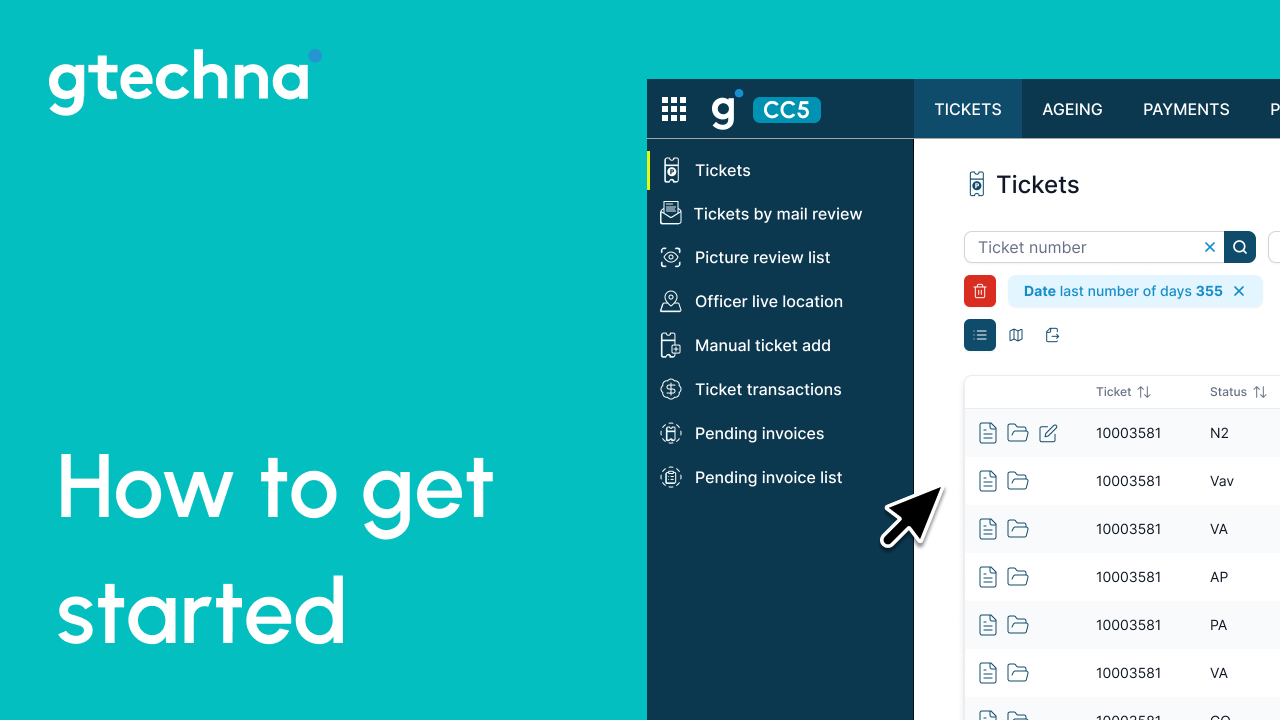 gtechna
How to get
started
g CC5
TICKETS AGEING PAYMENTS P
Tickets
Tickets by mail review
Picture review list
Officer live location
Manual ticket add
Ticket transactions
Pending invoices
Pending invoice list
Tickets
Ticket number
Date last number of days 355
Ticket Status
10003581 N2
10003581 Vav
10003581 VA
10003581 AP
10003581 PA
10003581 VA